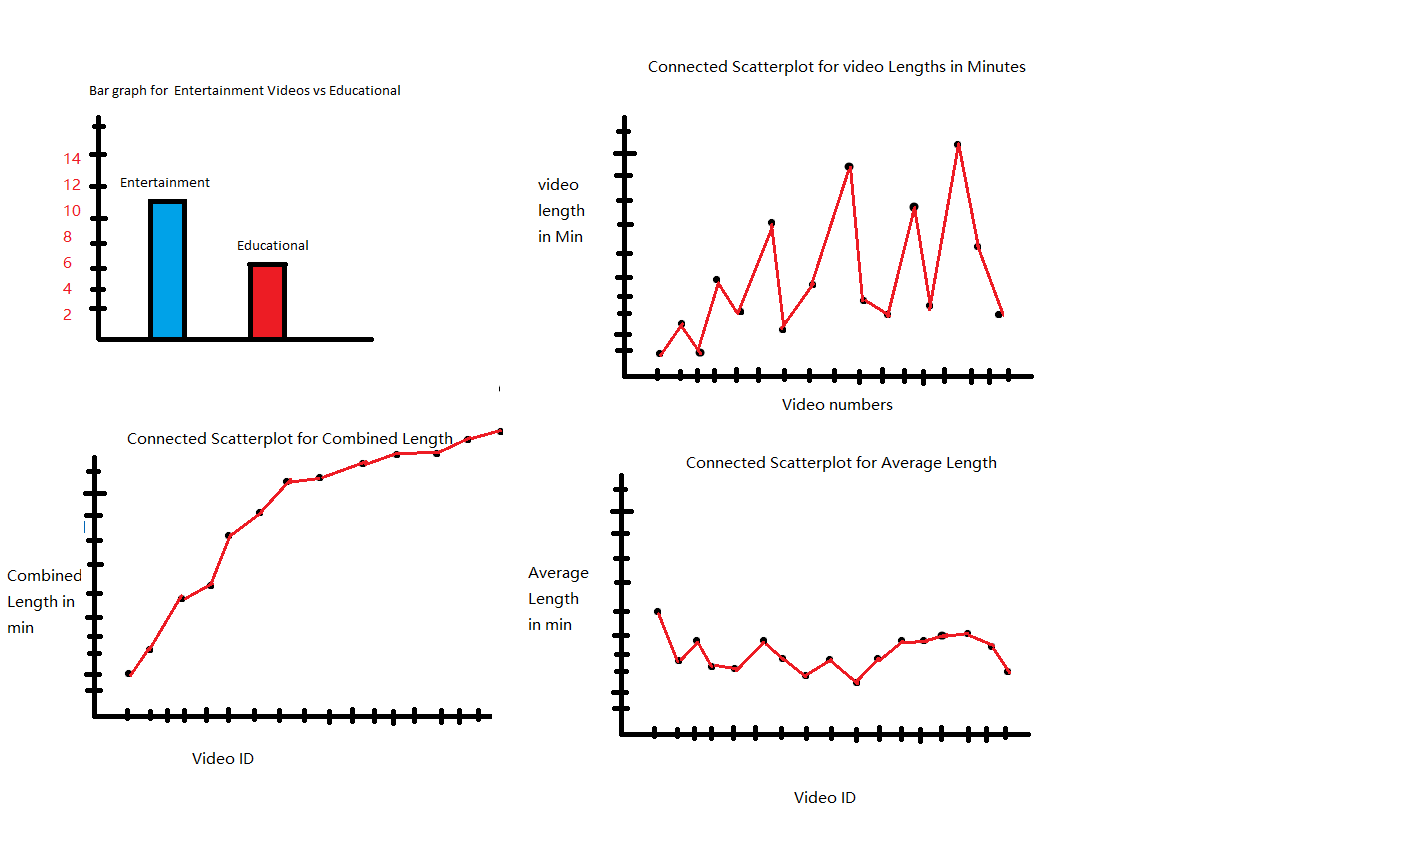 Connected Scatterplot for video Lengths in Minutes
Bar graph for Entertainment Videos vs Educational
14
12
10
8
6
4
2
Entertainment
Educational
video
length
in Min
Video numbers
Connected Scatterplot for Combined Length
Combined
Length in
min
Video ID
Connected Scatterplot for Average Length
Average
Length
in min
Video ID